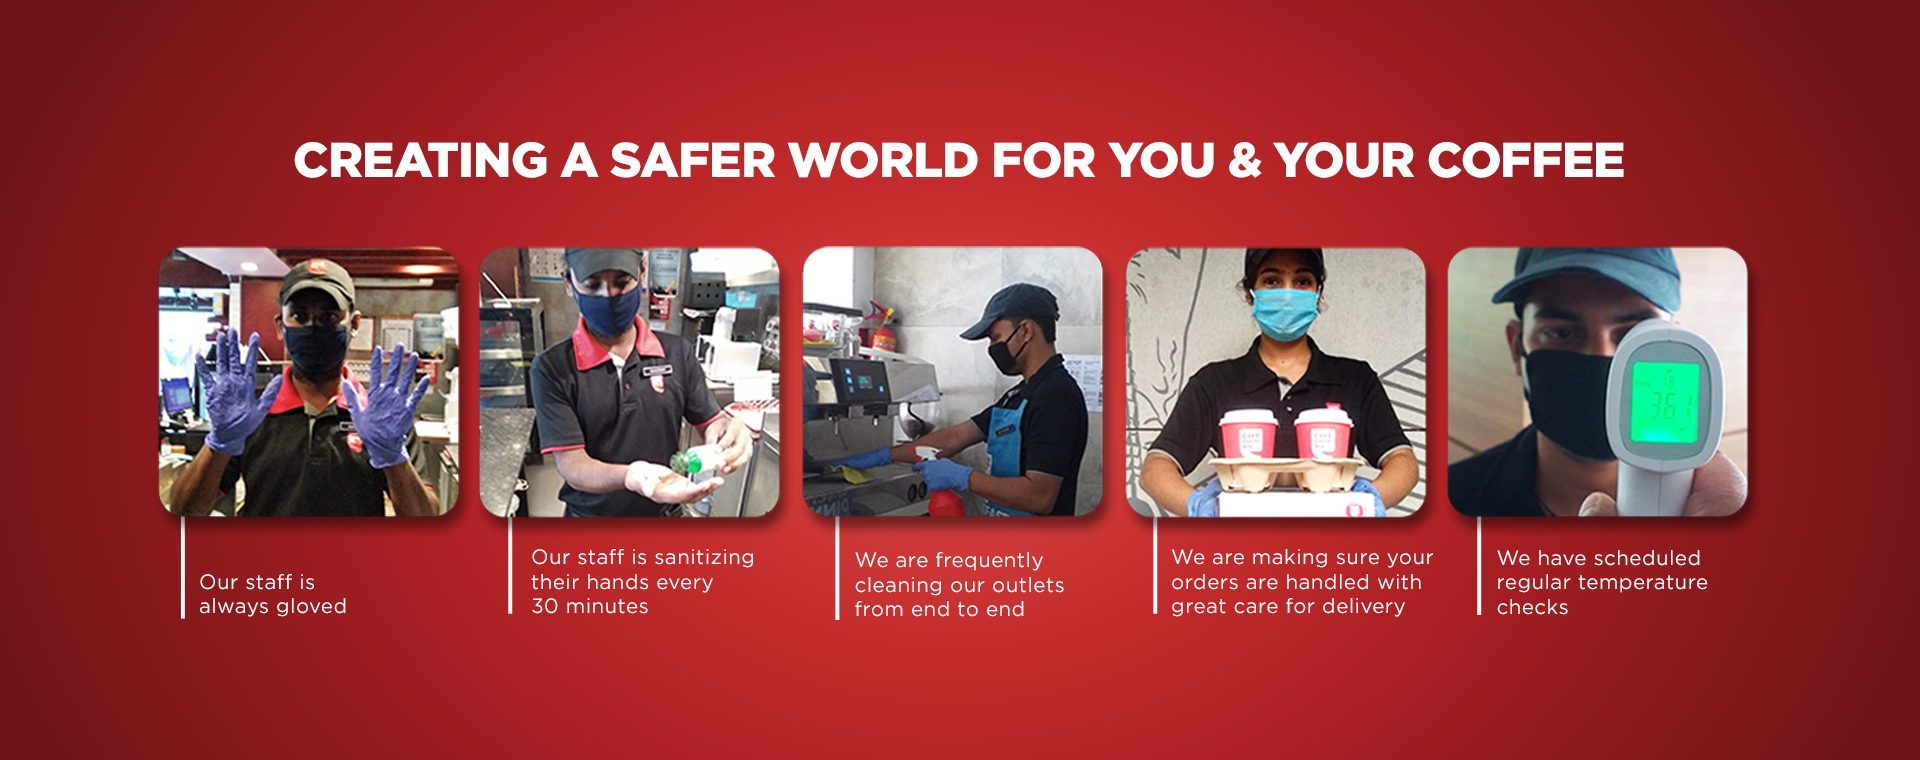 CREATING A SAFER WORLD FOR YOU & YOUR COFFEE
36.1
Our staff is
always gloved
Our staff is sanitizing
their hands every
30 minutes
We are frequently
cleaning our outlets
from end to end
We are making sure your
orders are handled with
great care for delivery
We have scheduled
regular temperature
checks